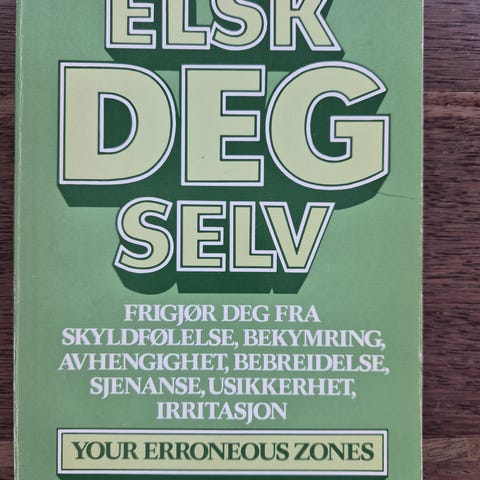 ELSK
DEG
SELV
FRIGJØR DEG FRA
SKYLDFØLELSE, BEKYMRING,
AVHENGIGHET, BEBREIDELSE,
SJENANSE, USIKKERHET,
IRRITASJON
YOUR ERRONEOUS ZONES